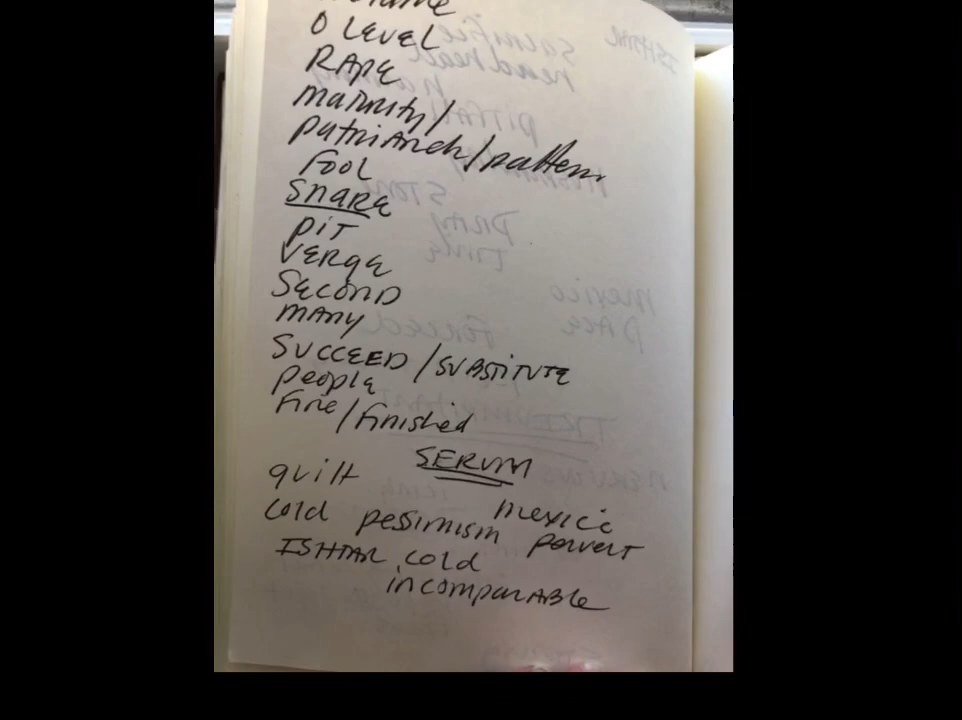 O LEVEL
RAPE
maturity/
patriarch/pattern
FOOL
SNARE
PIT
VERGE
SECOND
MANY
SUCCEED/SUBSTITUTE
people
Fire/Finished
SERUM
guilt
mexico
cold pessimism pervert
ISHTAR cold
incomparable